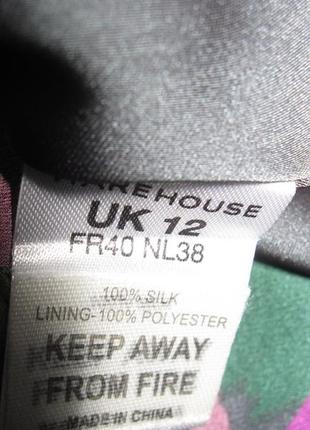 WAREHOUSE
UK 12
FR40 NL38
100% SILK
LINING-100% POLYESTER
KEEP AWAY
FROM FIRE
MADE IN CHINA